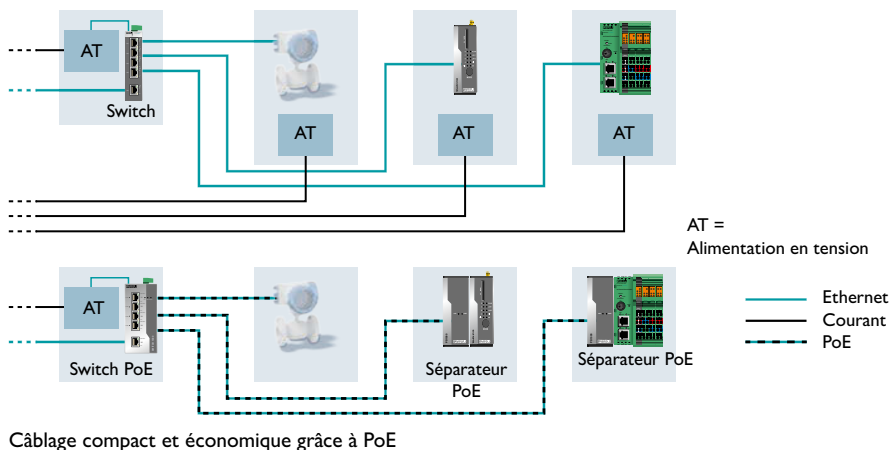 AT
Switch
AT
AT
AT
AT =
Alimentation en tension
AT
Switch PoE
Séparateur
PoE
Séparateur PoE
Ethernet
Courant
PoE
Câblage compact et économique grâce à PoE